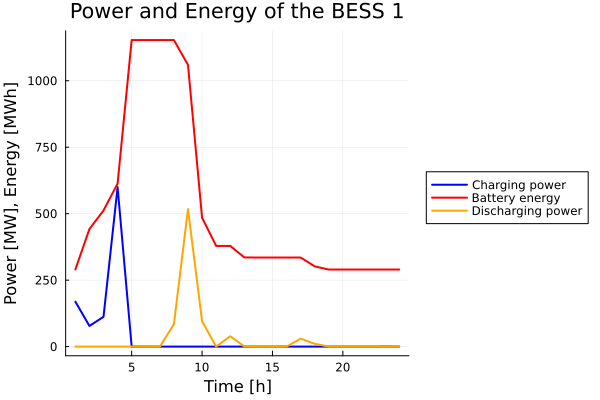 Power and Energy of the BESS 1
Power [MW], Energy [MWh]
1000
750
500
250
0
5
10
15
20
Time [h]
Charging power
Battery energy
Discharging power